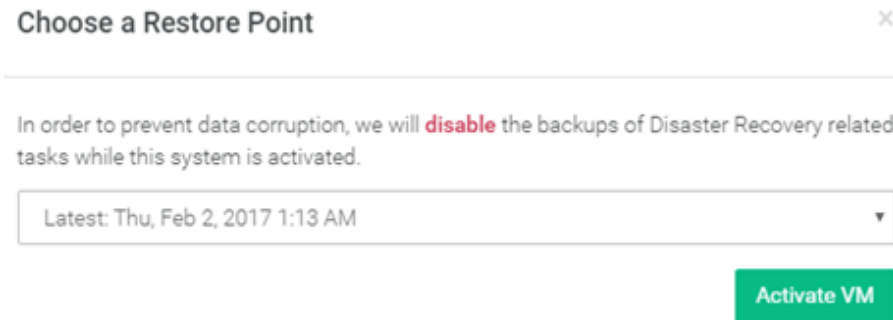 Choose a Restore Point
In order to prevent data corruption, we will disable the backups of Disaster Recovery related
tasks while this system is activated.
Latest: Thu, Feb 2, 2017 1:13 AM
Activate VM